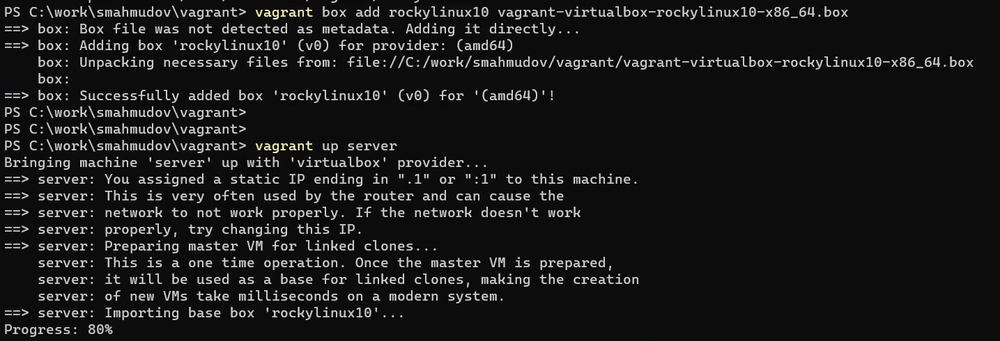 PS C:\work\smahmudov\vagrant> vagrant box add rockylinux10 vagrant-virtualbox-rockylinux10-x86_64.box
==> box: Box file was not detected as metadata. Adding it directly...
==> box: Adding box 'rockylinux10' (v0) for provider: (amd64)
    box: Unpacking necessary files from: file://C:/work/smahmudov/vagrant/vagrant-virtualbox-rockylinux10-x86_64.box
    box:
==> box: Successfully added box 'rockylinux10' (v0) for '(amd64)'!
PS C:\work\smahmudov\vagrant>
PS C:\work\smahmudov\vagrant>
PS C:\work\smahmudov\vagrant> vagrant up server
Bringing machine 'server' up with 'virtualbox' provider...
==> server: You assigned a static IP ending in ".1" or ":1" to this machine.
==> server: This is very often used by the router and can cause the
==> server: network to not work properly. If the network doesn't work
==> server: properly, try changing this IP.
==> server: Preparing master VM for linked clones...
    server: This is a one time operation. Once the master VM is prepared,
    server: it will be used as a base for linked clones, making the creation
    server: of new VMs take milliseconds on a modern system.
==> server: Importing base box 'rockylinux10'...
Progress: 80%